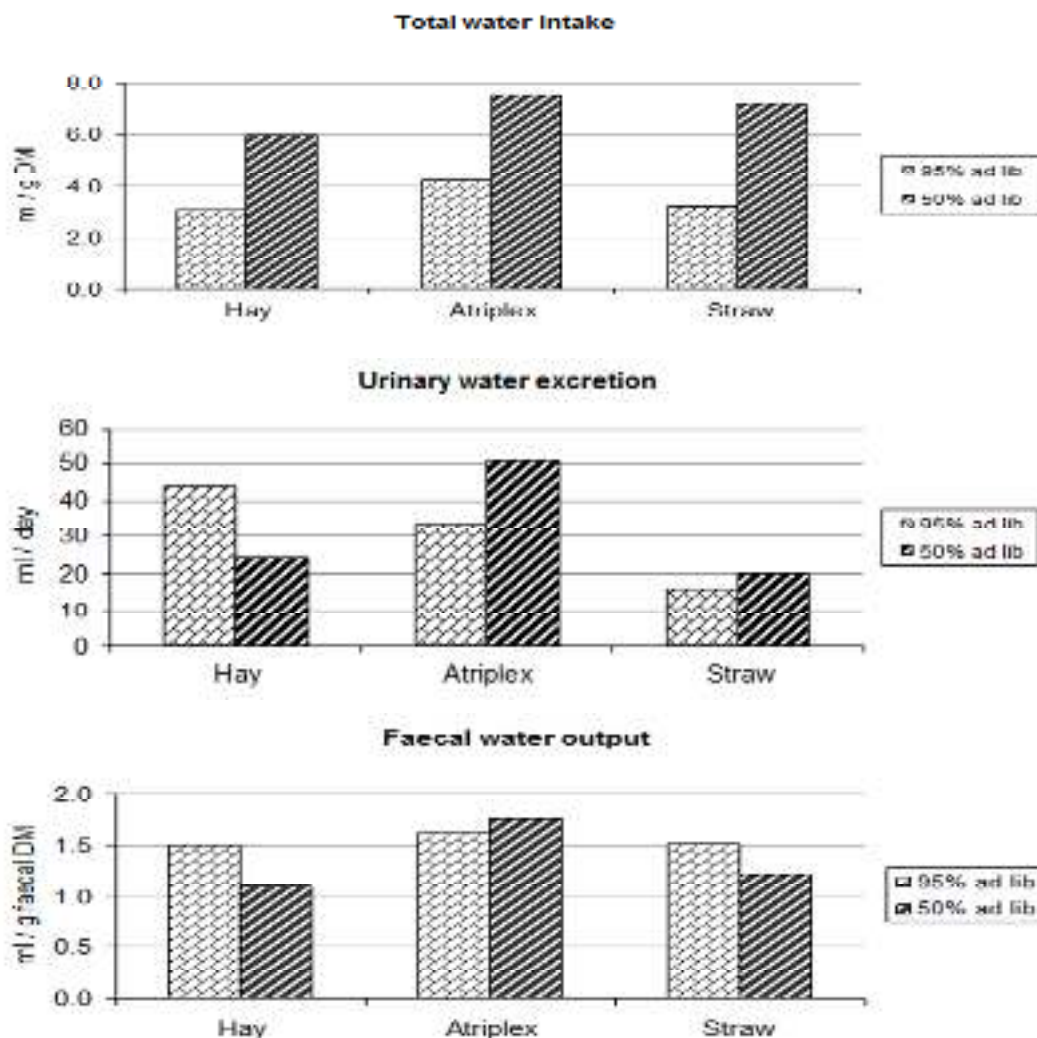 Total water intake
8.0
6.0
4.0
2.0
0.0
Hay Atriplex Straw
95% ad lib
50% ad lib
Urinary water excretion
60
50
40
30
20
10
0
ml / day
Hay Atriplex Straw
95% ad lib
50% ad lib
Faecal water output
2.0
1.5
1.0
0.5
0.0
ml / g faecal DM
Hay Atriplex Straw
95% ad lib
50% ad lib